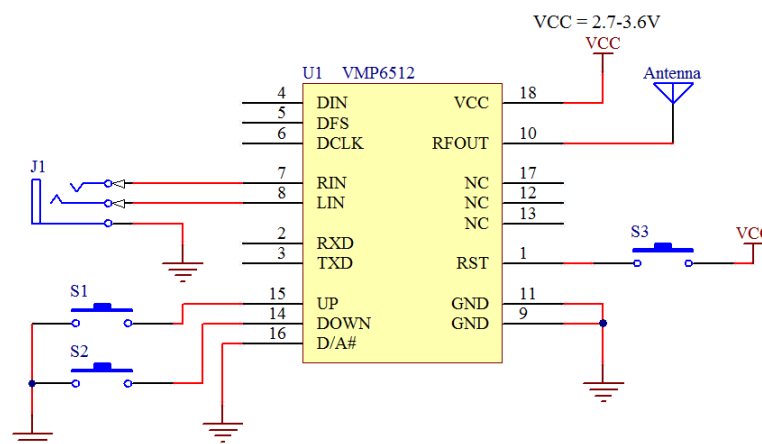 VCC = 2.7-3.6V
VCC
U1 VMP6512
Antenna
4 DIN VCC 18
5 DFS
6 DCLK RFOUT 10
J1
7 RIN NC 17
8 LIN NC 12
NC 13
2 RXD
3 TXD RST 1
S3
VCC
S1
15 UP GND 11
14 DOWN GND 9
16 D/A#
S2